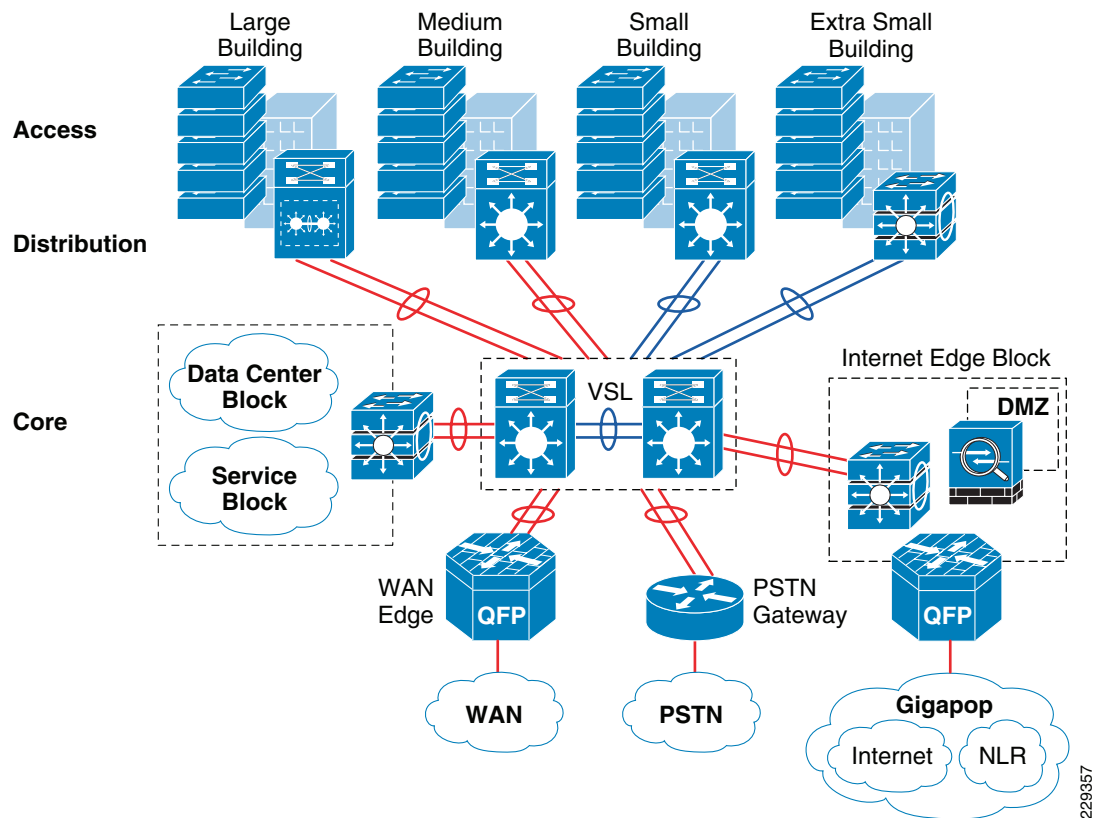 Large
Building
Medium
Building
Small
Building
Extra Small
Building
Access
Distribution
Core
Data Center
Block
Service
Block
VSL
Internet Edge Block
DMZ
WAN
Edge
QFP
PSTN
Gateway
QFP
WAN
PSTN
Gigapop
Internet
NLR
229357